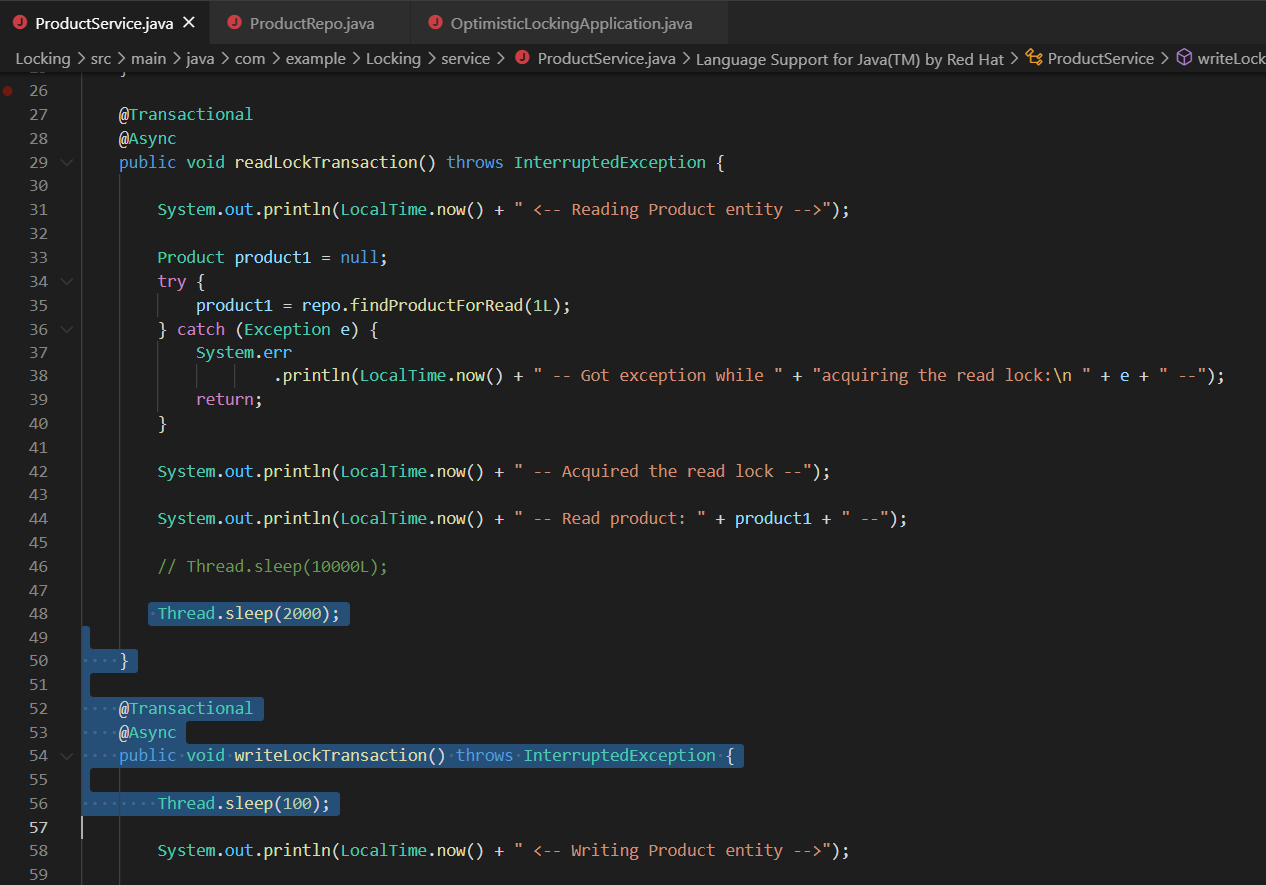 ProductService.java
ProductRepo.java
OptimisticLockingApplication.java
Locking > src > main > java > com > example > Locking > service > ProductService.java > Language Support for Java(TM) by Red Hat > ProductService > writeLock
26
27 @Transactional
28 @Async
29 public void readLockTransaction() throws InterruptedException {
30
31 System.out.println(LocalTime.now() + " <-- Reading Product entity -->");
32
33 Product product1 = null;
34 try {
35 product1 = repo.findProductForRead(1L);
36 } catch (Exception e) {
37 System.err
38 .println(LocalTime.now() + " -- Got exception while " + "acquiring the read lock:\n " + e + " --");
39 return;
40 }
41
42 System.out.println(LocalTime.now() + " -- Acquired the read lock --");
43
44 System.out.println(LocalTime.now() + " -- Read product: " + product1 + " --");
45
46 // Thread.sleep(10000L);
47
48 Thread.sleep(2000);
49
50 }
51
52 @Transactional
53 @Async
54 public void writeLockTransaction() throws InterruptedException {
55
56 Thread.sleep(100);
57
58 System.out.println(LocalTime.now() + " <-- Writing Product entity -->");
59